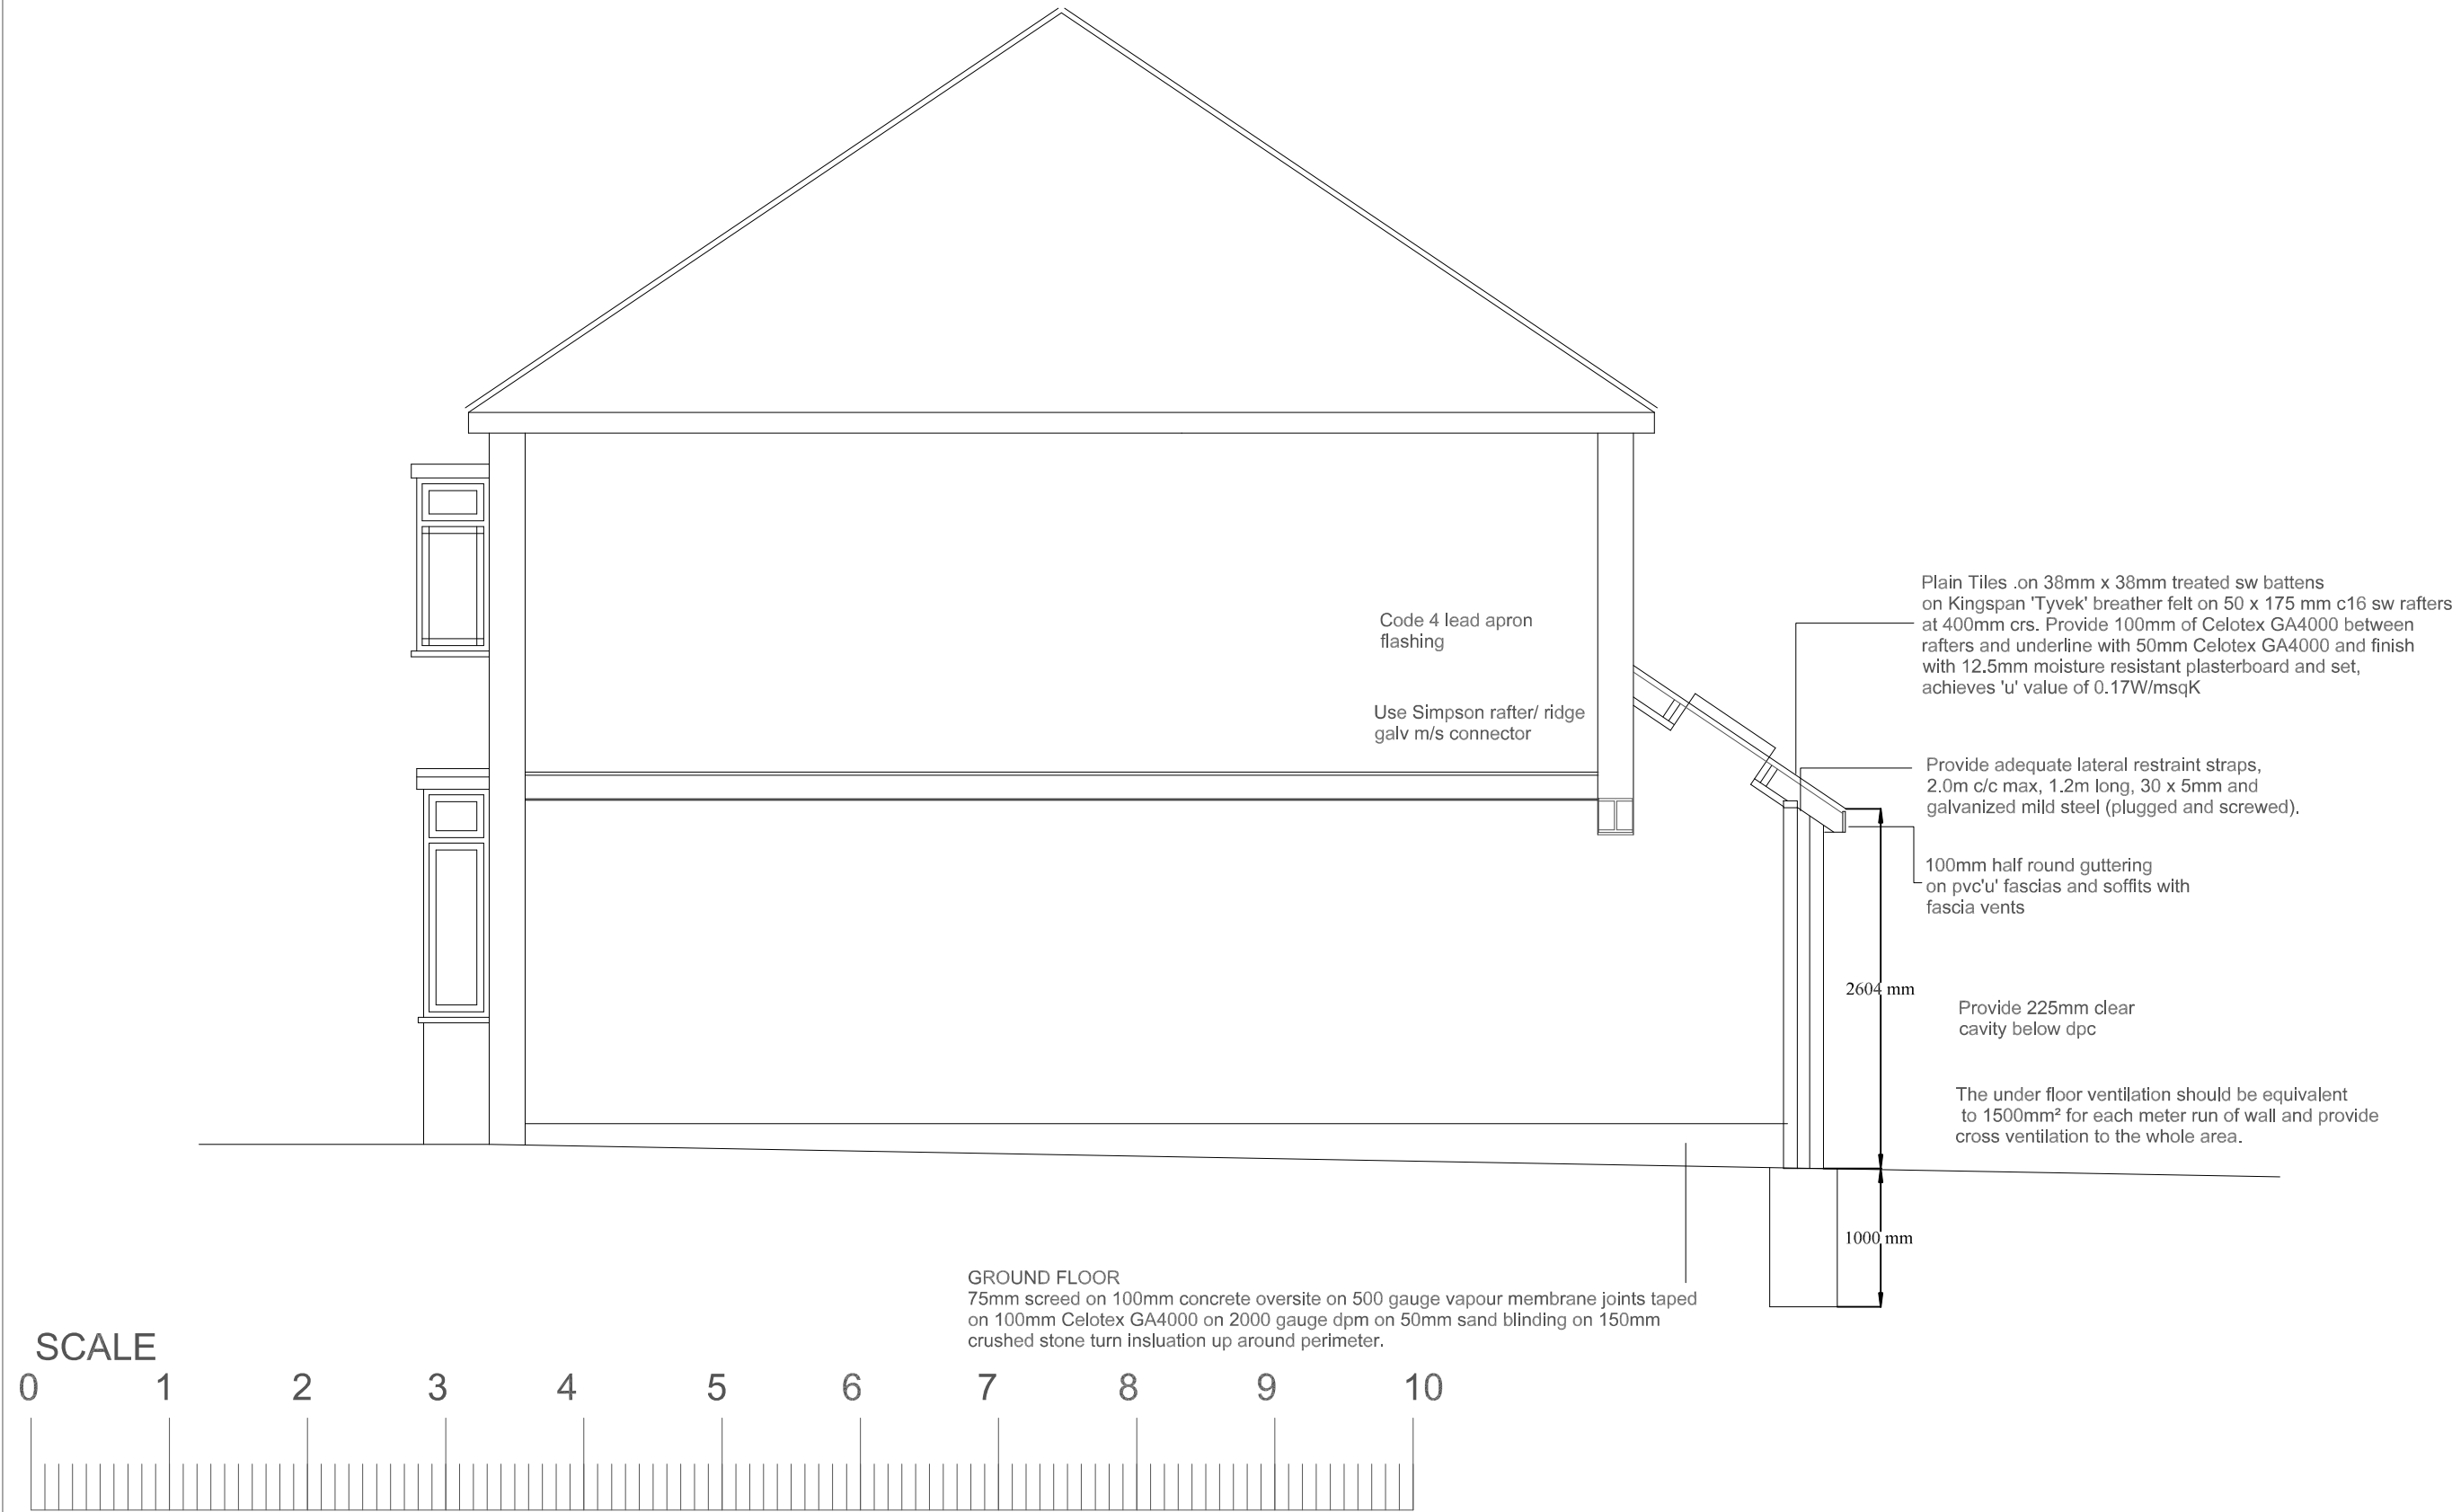 Code 4 lead apron
flashing
Use Simpson rafter/ ridge
galv m/s connector
Plain Tiles .on 38mm x 38mm treated sw battens
on Kingspan 'Tyvek' breather felt on 50 x 175 mm c16 sw rafters
at 400mm crs. Provide 100mm of Celotex GA4000 between
rafters and underline with 50mm Celotex GA4000 and finish
with 12.5mm moisture resistant plasterboard and set,
achieves 'u' value of 0.17W/msqK
Provide adequate lateral restraint straps,
2.0m c/c max, 1.2m long, 30 x 5mm and
galvanized mild steel (plugged and screwed).
100mm half round guttering
on pvc'u' fascias and soffits with
fascia vents
2604 mm
Provide 225mm clear
cavity below dpc
The under floor ventilation should be equivalent
to 1500mm² for each meter run of wall and provide
cross ventilation to the whole area.
1000 mm
GROUND FLOOR
75mm screed on 100mm concrete oversite on 500 gauge vapour membrane joints taped
on 100mm Celotex GA4000 on 2000 gauge dpm on 50mm sand blinding on 150mm
crushed stone turn insluation up around perimeter.
SCALE
0 1 2 3 4 5 6 7 8 9 10